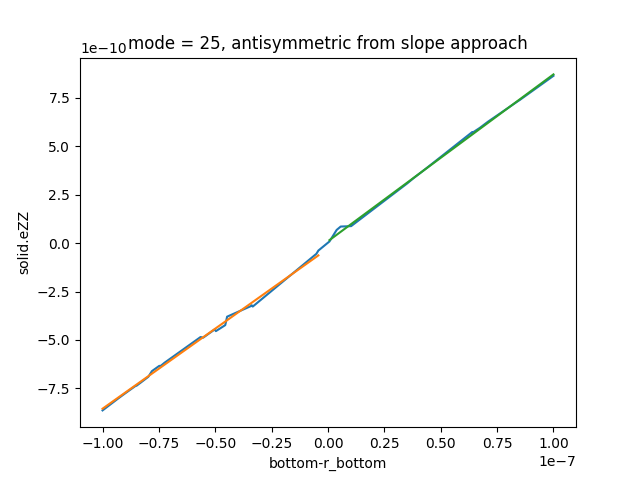 1e−10
mode = 25, antisymmetric from slope approach
7.5
5.0
2.5
0.0
−2.5
−5.0
−7.5
solid.eZZ
−1.00 −0.75 −0.50 −0.25 0.00 0.25 0.50 0.75 1.00
bottom-r_bottom
1e−7